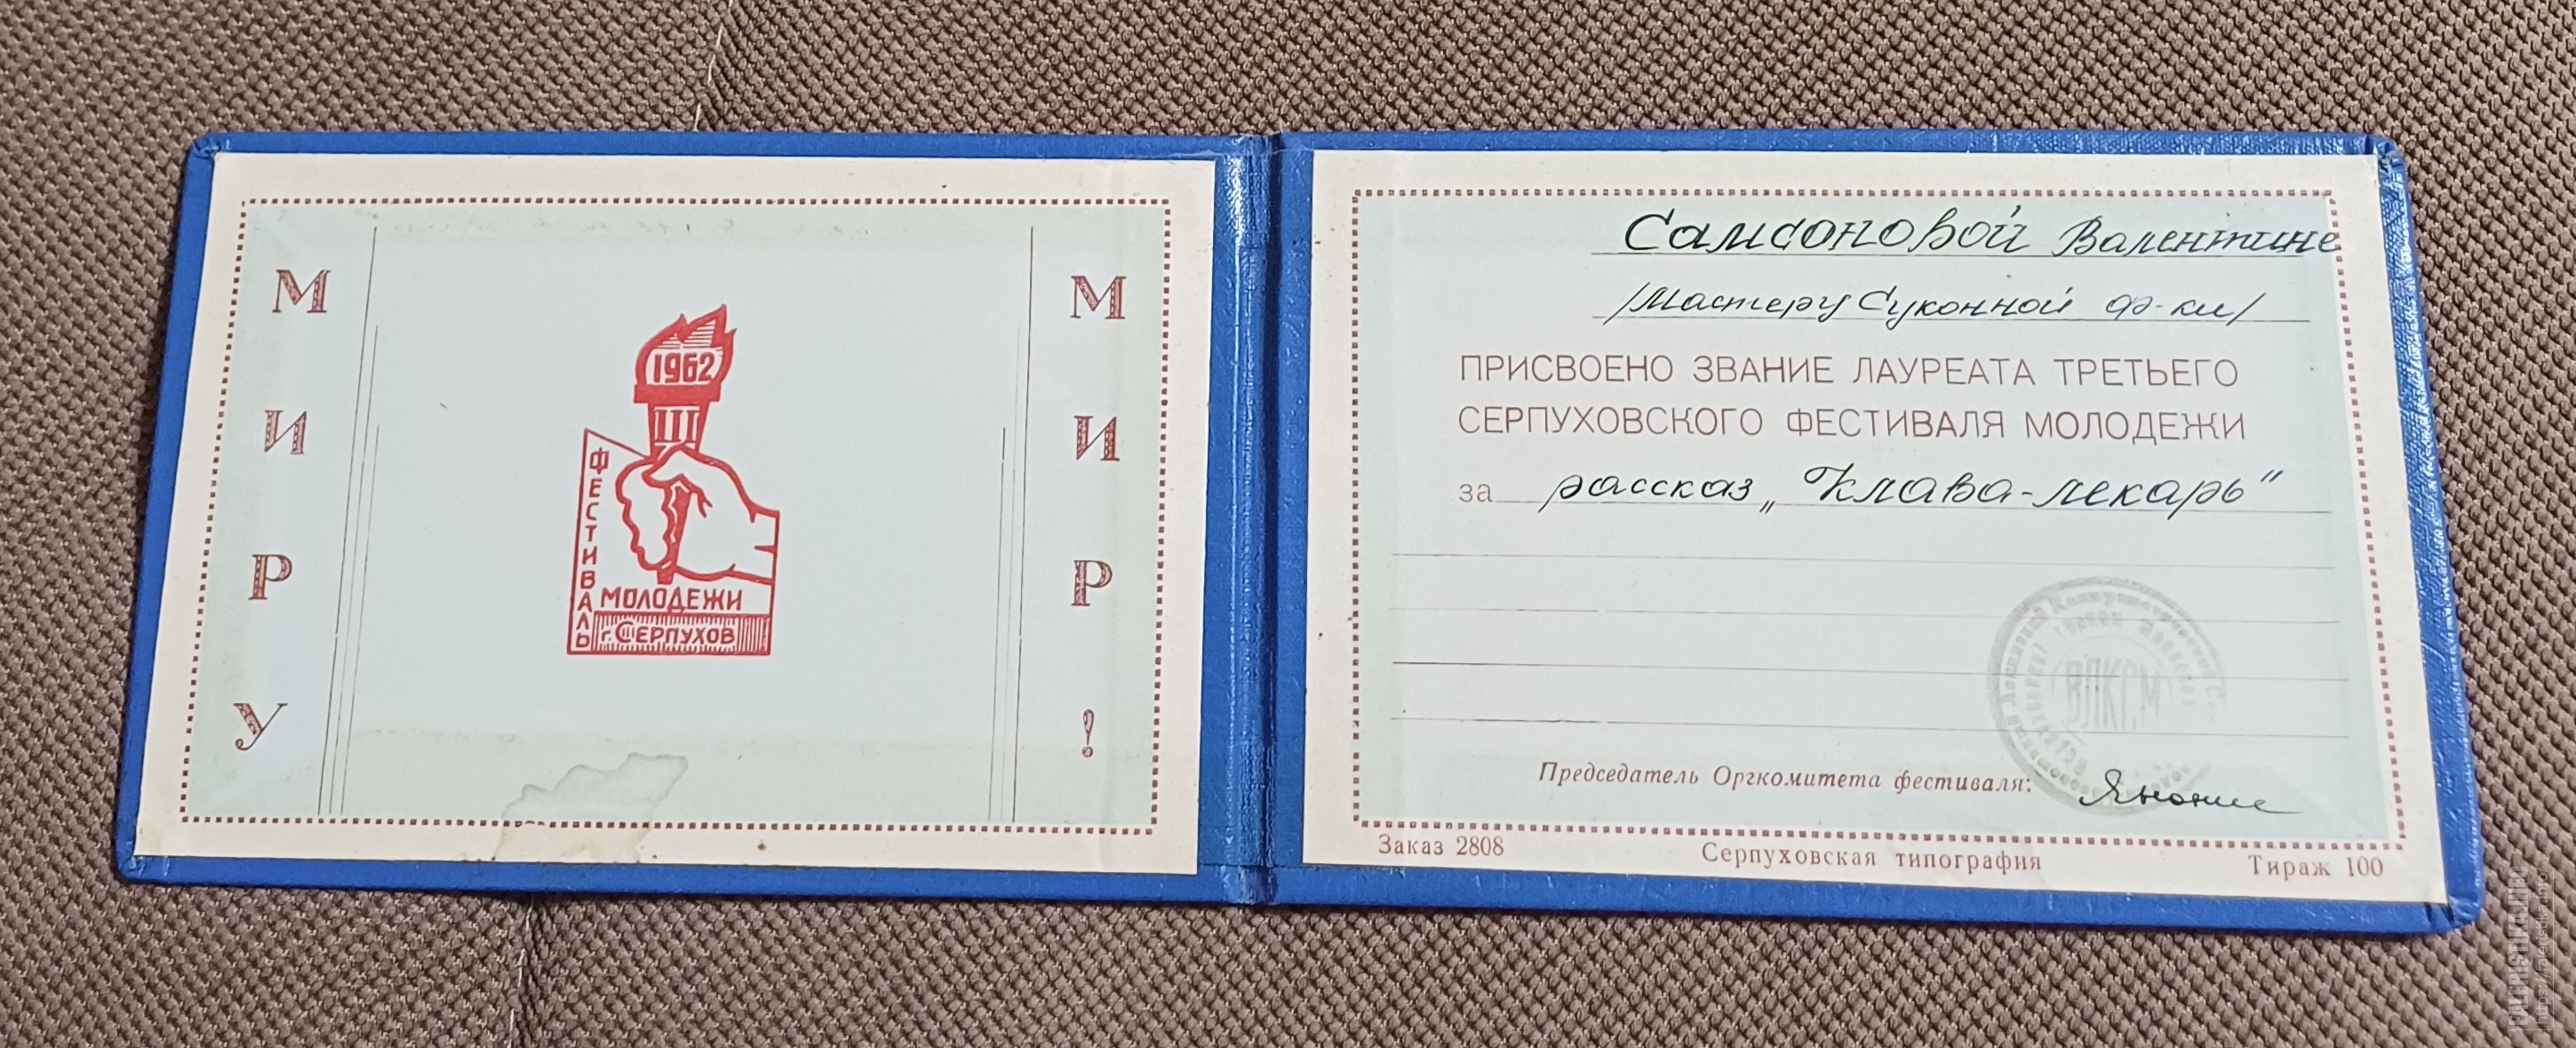 МИРУ
МИР!
1962
III
ФЕСТИВАЛЬ
МОЛОДЕЖИ
г. СЕРПУХОВ
Самсоновой Валентине
/Мастеру Суконной ф-ки/
ПРИСВОЕНО ЗВАНИЕ ЛАУРЕАТА ТРЕТЬЕГО
СЕРПУХОВСКОГО ФЕСТИВАЛЯ МОЛОДЕЖИ
за рассказ „Клава-лекарь"
ВЛКСМ
Председатель Оргкомитета фестиваля:
Заказ 2808
Серпуховская типография
Тираж 100